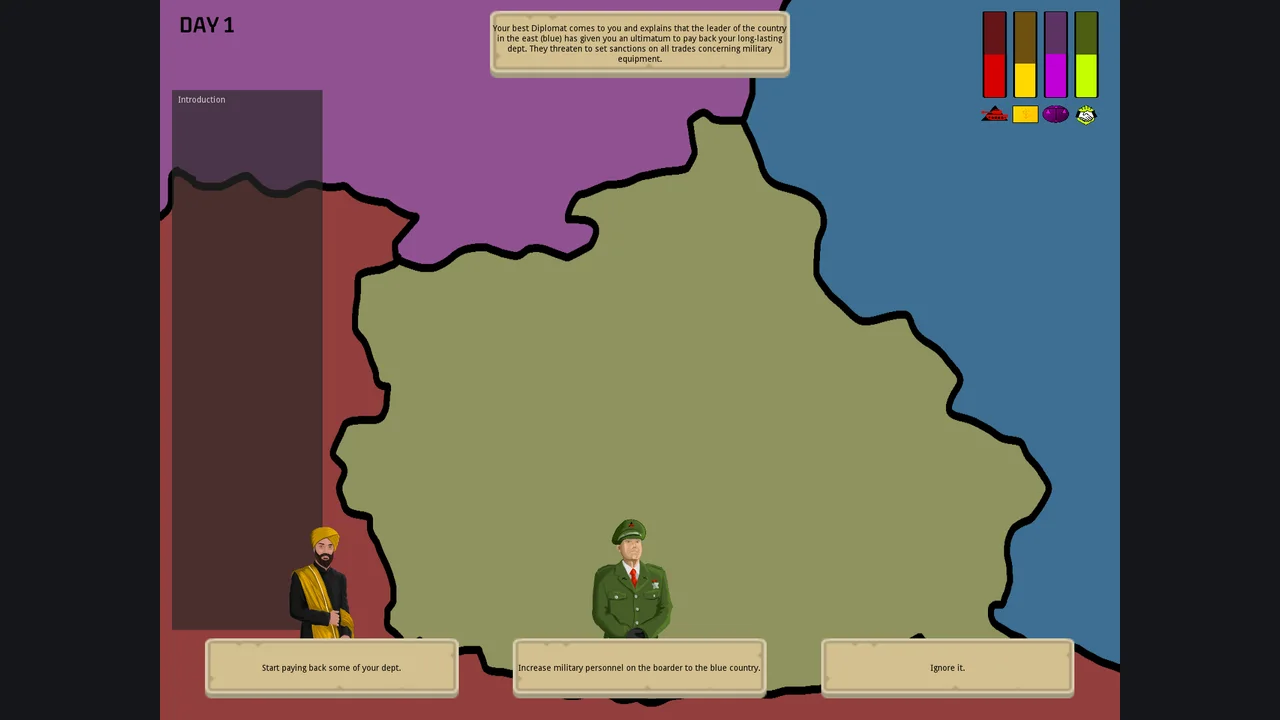 DAY 1
Your best Diplomat comes to you and explains that the leader of the country
in the east (blue) has given you an ultimatum to pay back your long-lasting
dept. They threaten to set sanctions on all trades concerning military
equipment.
Introduction
Start paying back some of your dept.
Increase military personnel on the boarder to the blue country.
Ignore it.